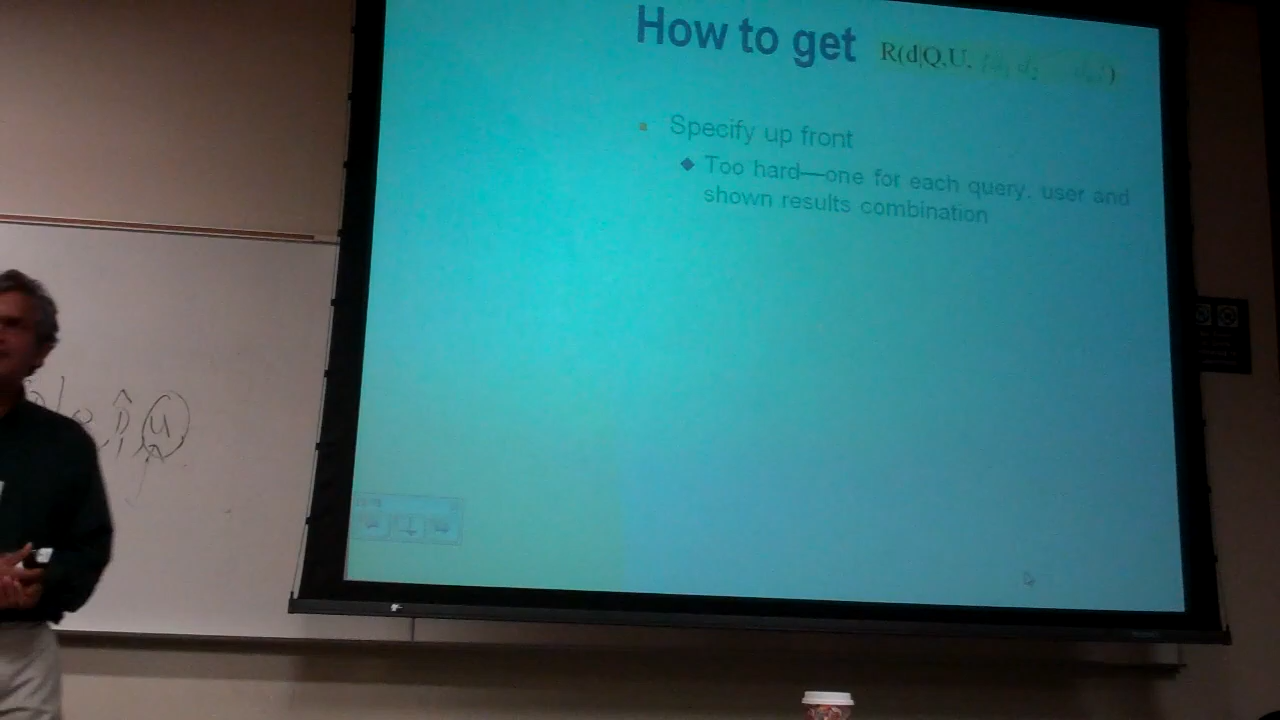 How to get R(d|Q,U,
Specify up front
Too hard—one for each query, user and
shown results combination